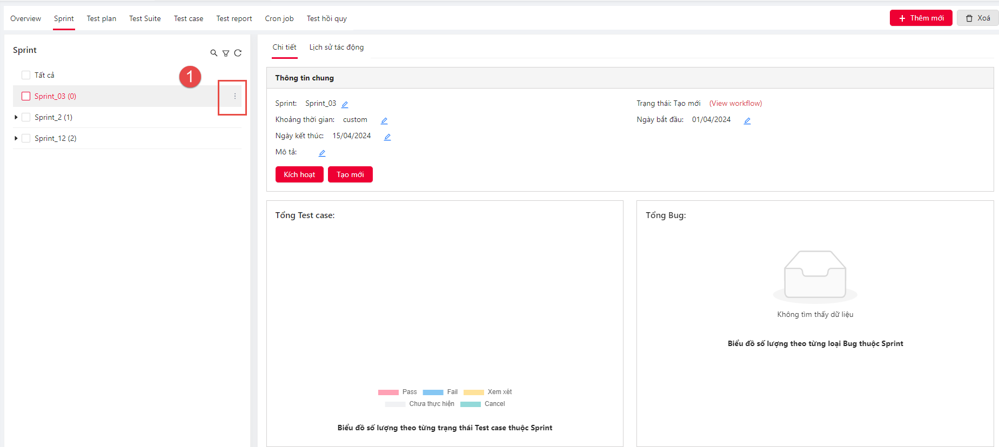 Overview Sprint Test plan Test Suite Test case Test report Cron job Test hồi quy
Thêm mới Xoá
Sprint
Tất cả
1
Sprint_03 (0)
Sprint_2 (1)
Sprint_12 (2)
Chi tiết Lịch sử tác động
Thông tin chung
Sprint: Sprint_03
Trạng thái: Tạo mới (View workflow)
Khoảng thời gian: custom
Ngày bắt đầu: 01/04/2024
Ngày kết thúc: 15/04/2024
Mô tả:
Kích hoạt Tạo mới
Tổng Test case:
Pass Fail Xem xét
Chưa thực hiện Cancel
Biểu đồ số lượng theo từng trạng thái Test case thuộc Sprint
Tổng Bug:
Không tìm thấy dữ liệu
Biểu đồ số lượng theo từng loại Bug thuộc Sprint